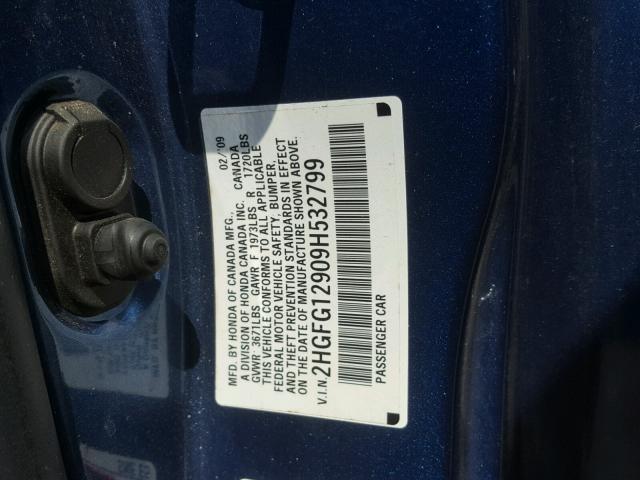 MFD. BY HONDA OF CANADA MFG., 02/'09
A DIVISION OF HONDA CANADA INC. CANADA
GVWR 3671LBS GAWR F 1973LBS R 1720LBS
THIS VEHICLE CONFORMS TO ALL APPLICABLE
FEDERAL MOTOR VEHICLE SAFETY, BUMPER,
AND THEFT PREVENTION STANDARDS IN EFFECT
ON THE DATE OF MANUFACTURE SHOWN ABOVE.
V.I.N. 2HGFG12909H532799
PASSENGER CAR